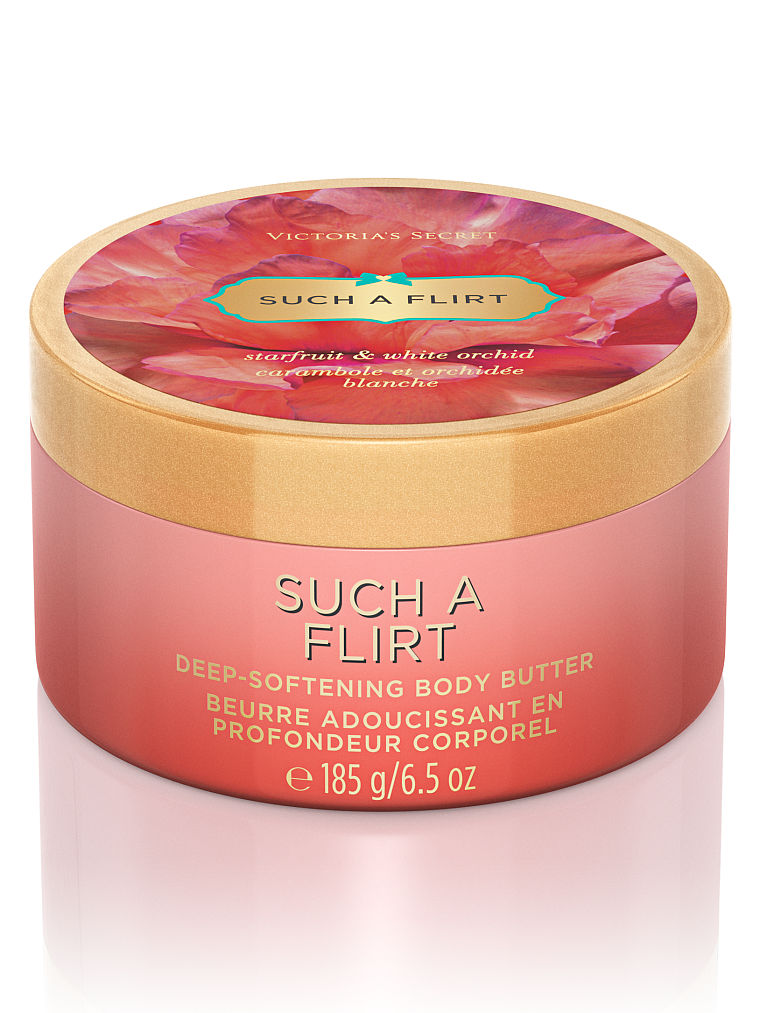 VICTORIA'S SECRET
SUCH A FLIRT
starfruit & white orchid
carambole et orchidée
blanche
SUCH A
FLIRT
DEEP-SOFTENING BODY BUTTER
BEURRE ADOUCISSANT EN
PROFONDEUR CORPOREL
℮ 185 g/6.5 oz